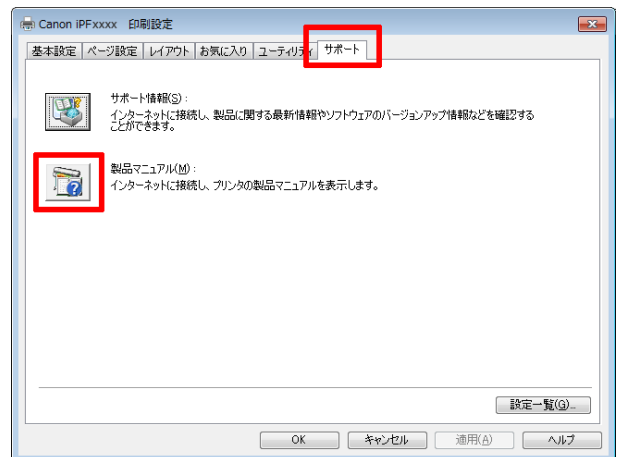 Canon iPFxxxx 印刷設定
基本設定 ページ設定 レイアウト お気に入り ユーティリティ サポート
サポート情報(S) :
インターネットに接続し、製品に関する最新情報やソフトウェアのバージョンアップ情報などを確認する
ことができます。
製品マニュアル(M) :
インターネットに接続し、プリンタの製品マニュアルを表示します。
設定一覧(G)...
OK キャンセル 適用(A) ヘルプ